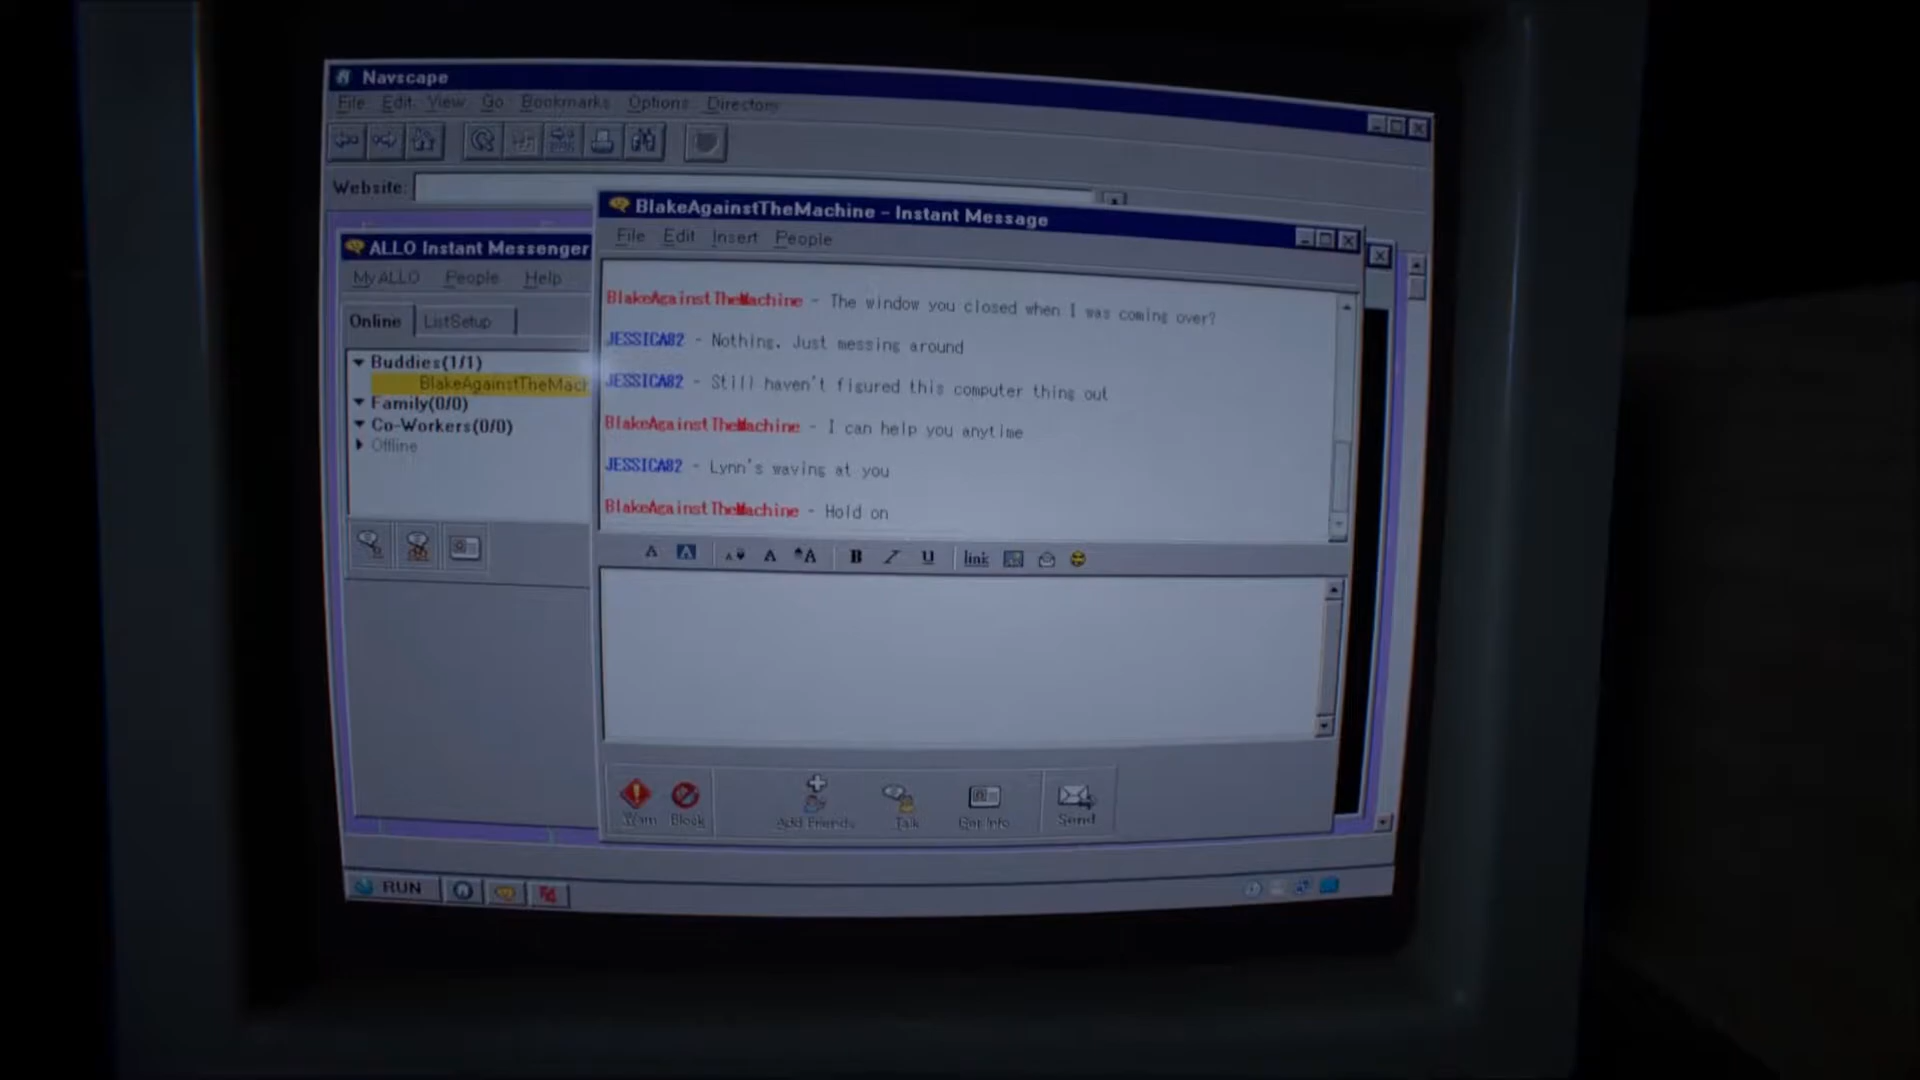 Navscape
File Edit View Go Bookmarks Options Directory
Website:
ALLO Instant Messenger
My ALLO People Help
Online ListSetup
Buddies(1/1)
BlakeAgainstTheMach
Family(0/0)
Co-Workers(0/0)
Offline
BlakeAgainstTheMachine - Instant Message
File Edit Insert People
BlakeAgainstTheMachine - The window you closed when I was coming over?
JESSICA82 - Nothing. Just messing around
JESSICA82 - Still haven't figured this computer thing out
BlakeAgainstTheMachine - I can help you anytime
JESSICA82 - Lynn's waving at you
BlakeAgainstTheMachine - Hold on
A A A A A B I U link
Warn Block Add Friends Talk Get Info Send
RUN